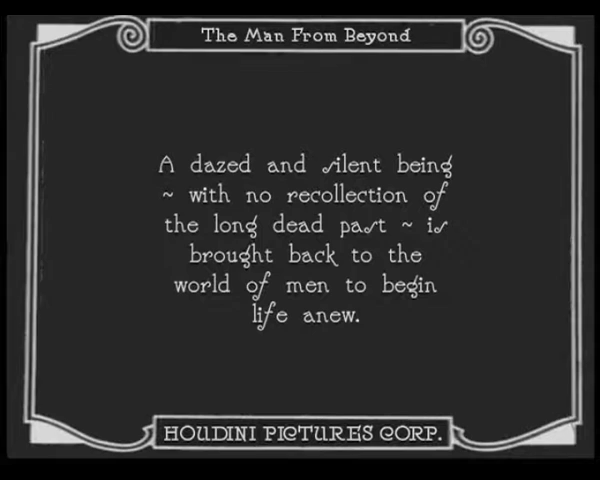 The Man From Beyond
A dazed and silent being
~ with no recollection of
the long dead past ~ is
brought back to the
world of men to begin
life anew.
HOUDINI PICTURES CORP.